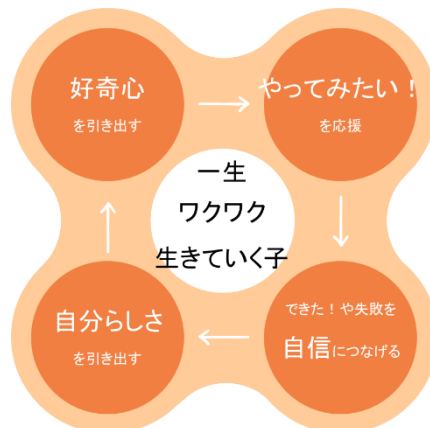 好奇心
を引き出す
やってみたい！
を応援
一生
ワクワク
生きていく子
自分らしさ
を引き出す
できた！や失敗を
自信につなげる